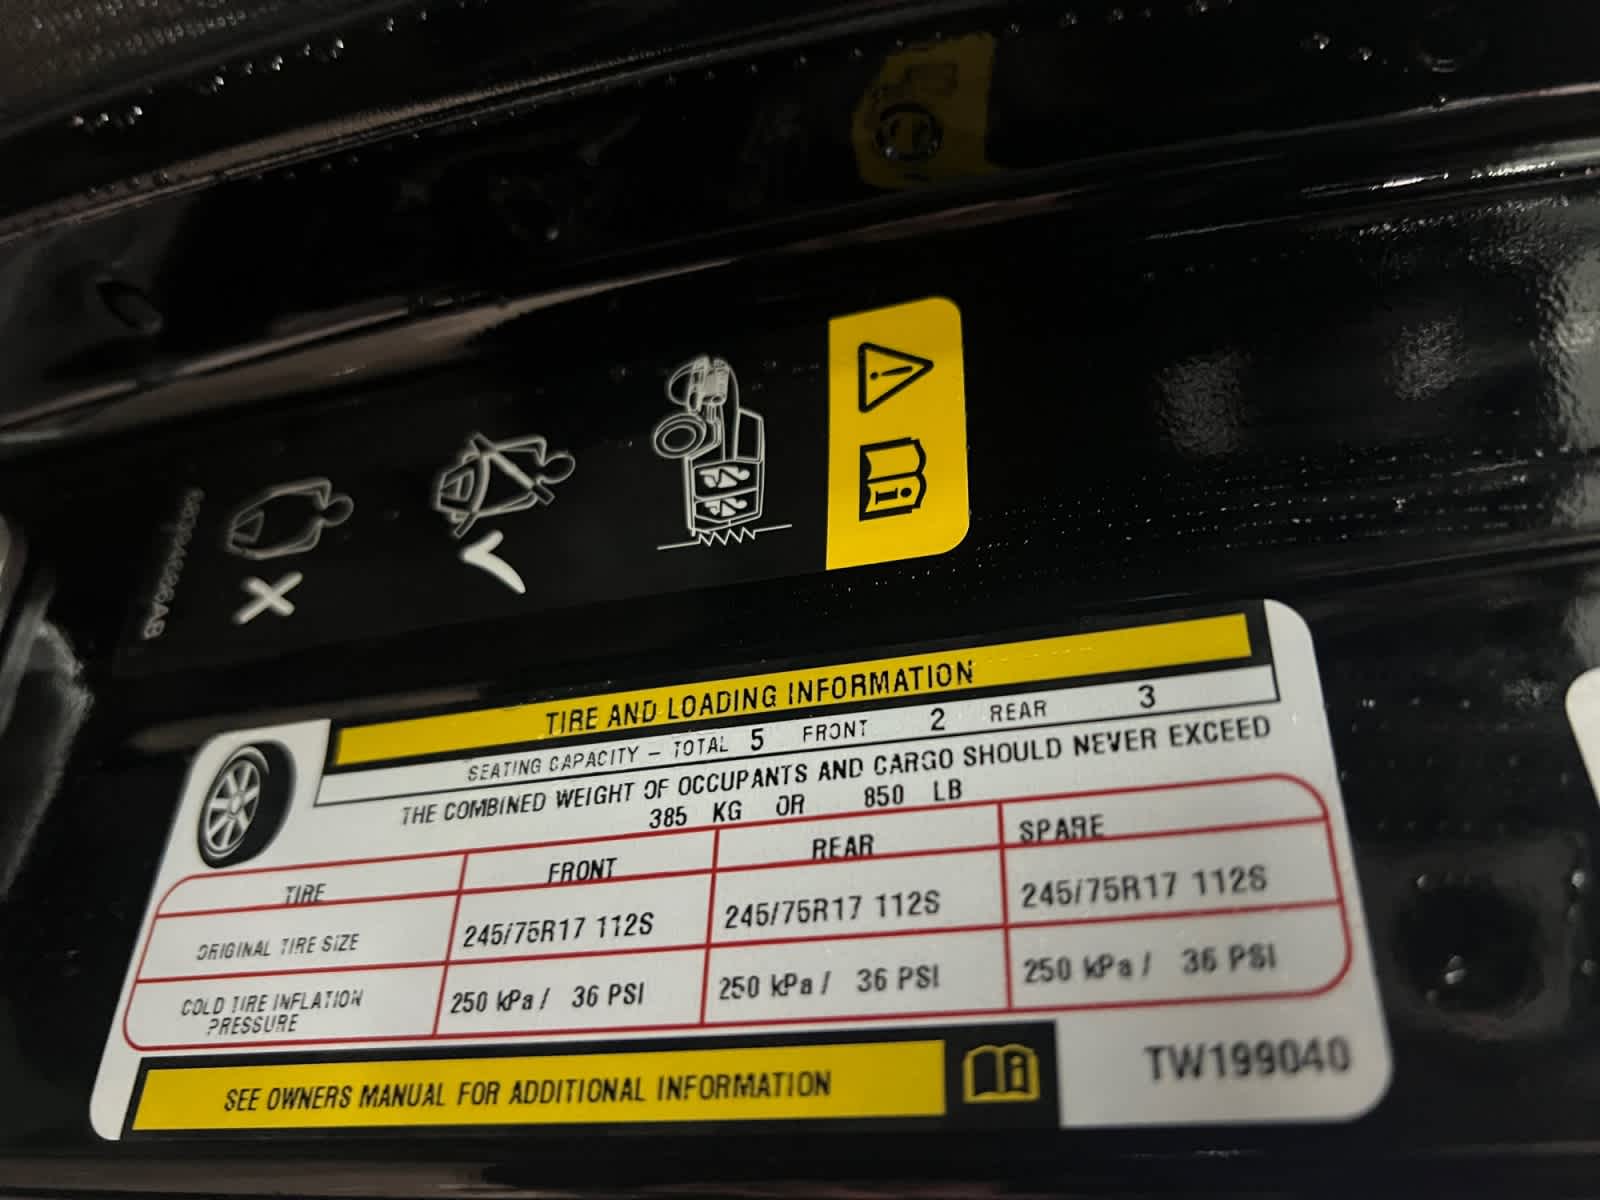 TIRE AND LOADING INFORMATION
SEATING CAPACITY – TOTAL 5 FRONT 2 REAR 3
THE COMBINED WEIGHT OF OCCUPANTS AND CARGO SHOULD NEVER EXCEED
385 KG OR 850 LB
TIRE FRONT REAR SPARE
ORIGINAL TIRE SIZE 245/75R17 112S 245/75R17 112S 245/75R17 112S
COLD TIRE INFLATION
PRESSURE 250 kPa / 36 PSI 250 kPa / 36 PSI 250 kPa / 36 PSI
SEE OWNERS MANUAL FOR ADDITIONAL INFORMATION
TW199040